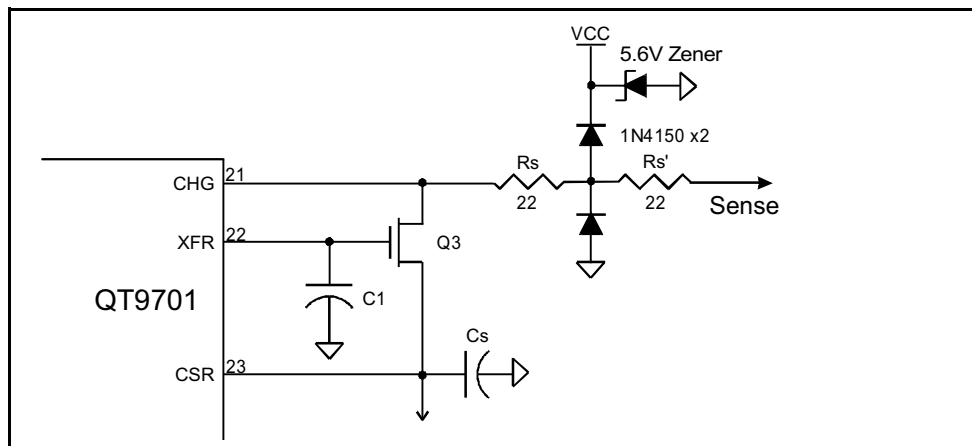 VCC
5.6V Zener
1N4150 x2
Rs
22
Rs'
22
Sense
CHG 21
XFR 22
Q3
C1
QT9701
Cs
CSR 23